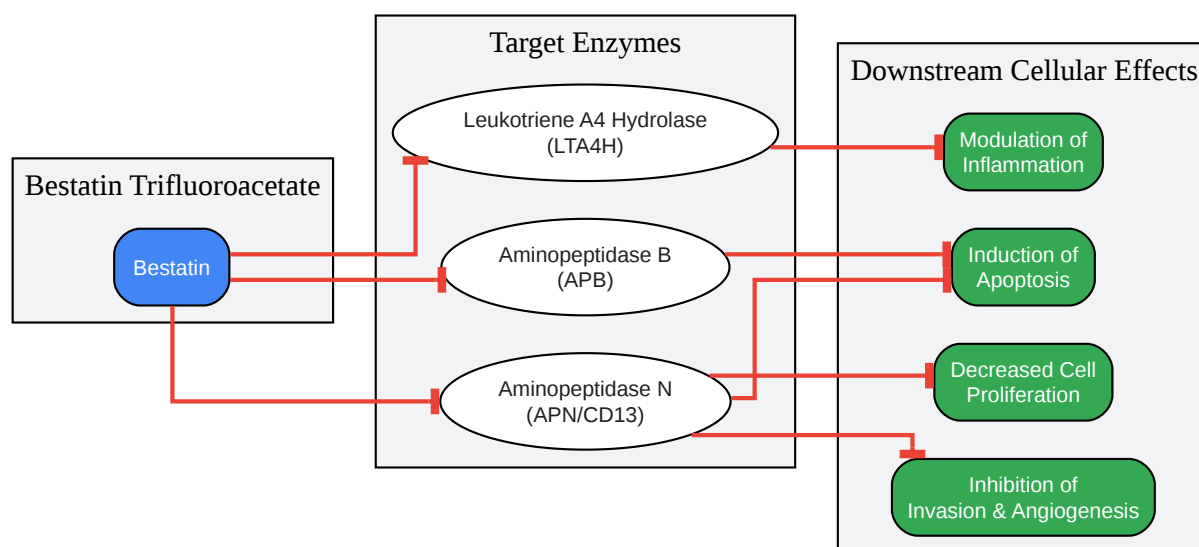 Bestatin Trifluoroacetate
Bestatin
Target Enzymes
Leukotriene A4 Hydrolase
(LTA4H)
Aminopeptidase B
(APB)
Aminopeptidase N
(APN/CD13)
Downstream Cellular Effects
Modulation of
Inflammation
Induction of
Apoptosis
Decreased Cell
Proliferation
Inhibition of
Invasion & Angiogenesis